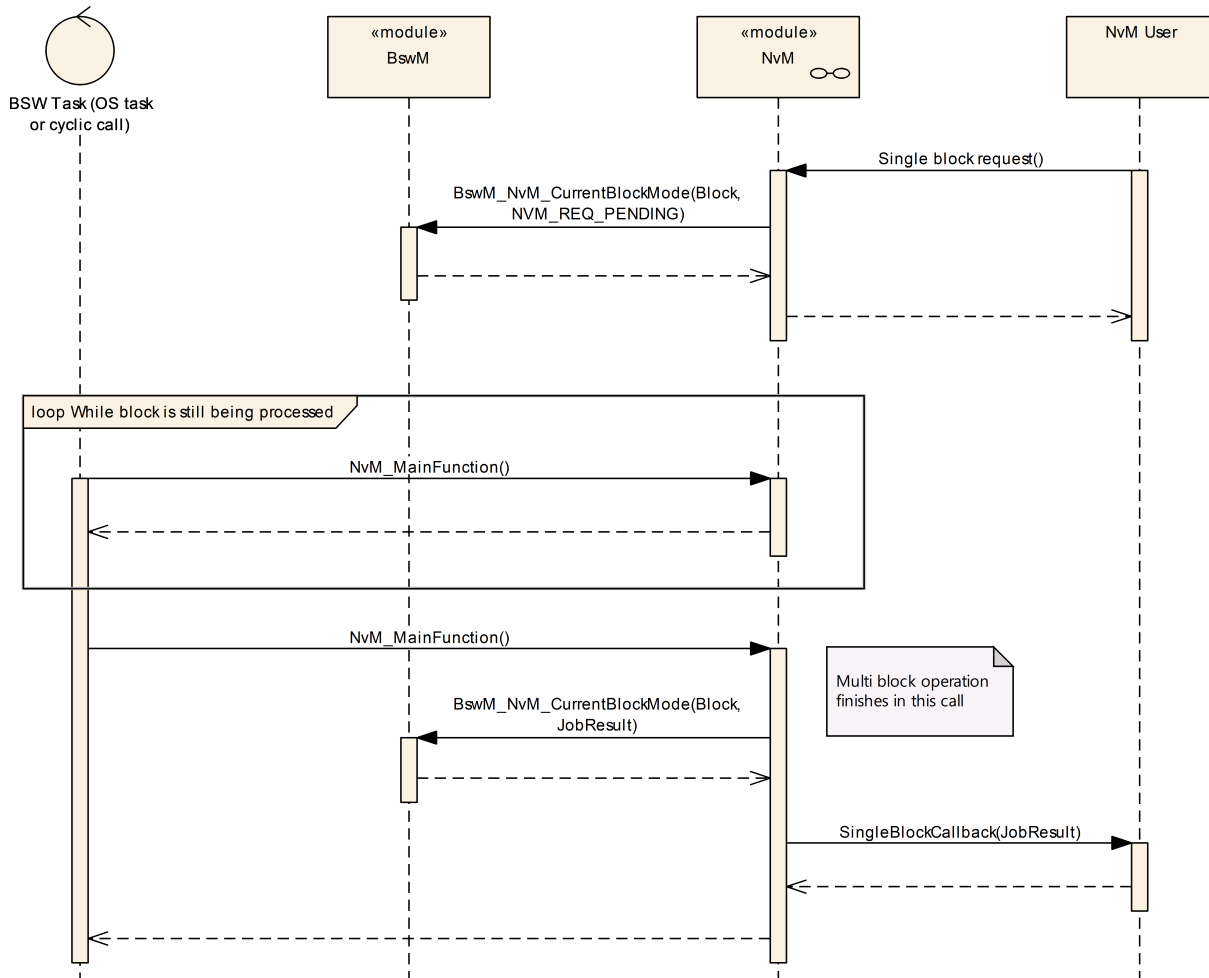 «module»
BswM
«module»
NvM
NvM User
BSW Task (OS task
or cyclic call)
Single block request()
BswM_NvM_CurrentBlockMode(Block,
NVM_REQ_PENDING)
loop While block is still being processed
NvM_MainFunction()
NvM_MainFunction()
Multi block operation
finishes in this call
BswM_NvM_CurrentBlockMode(Block,
JobResult)
SingleBlockCallback(JobResult)